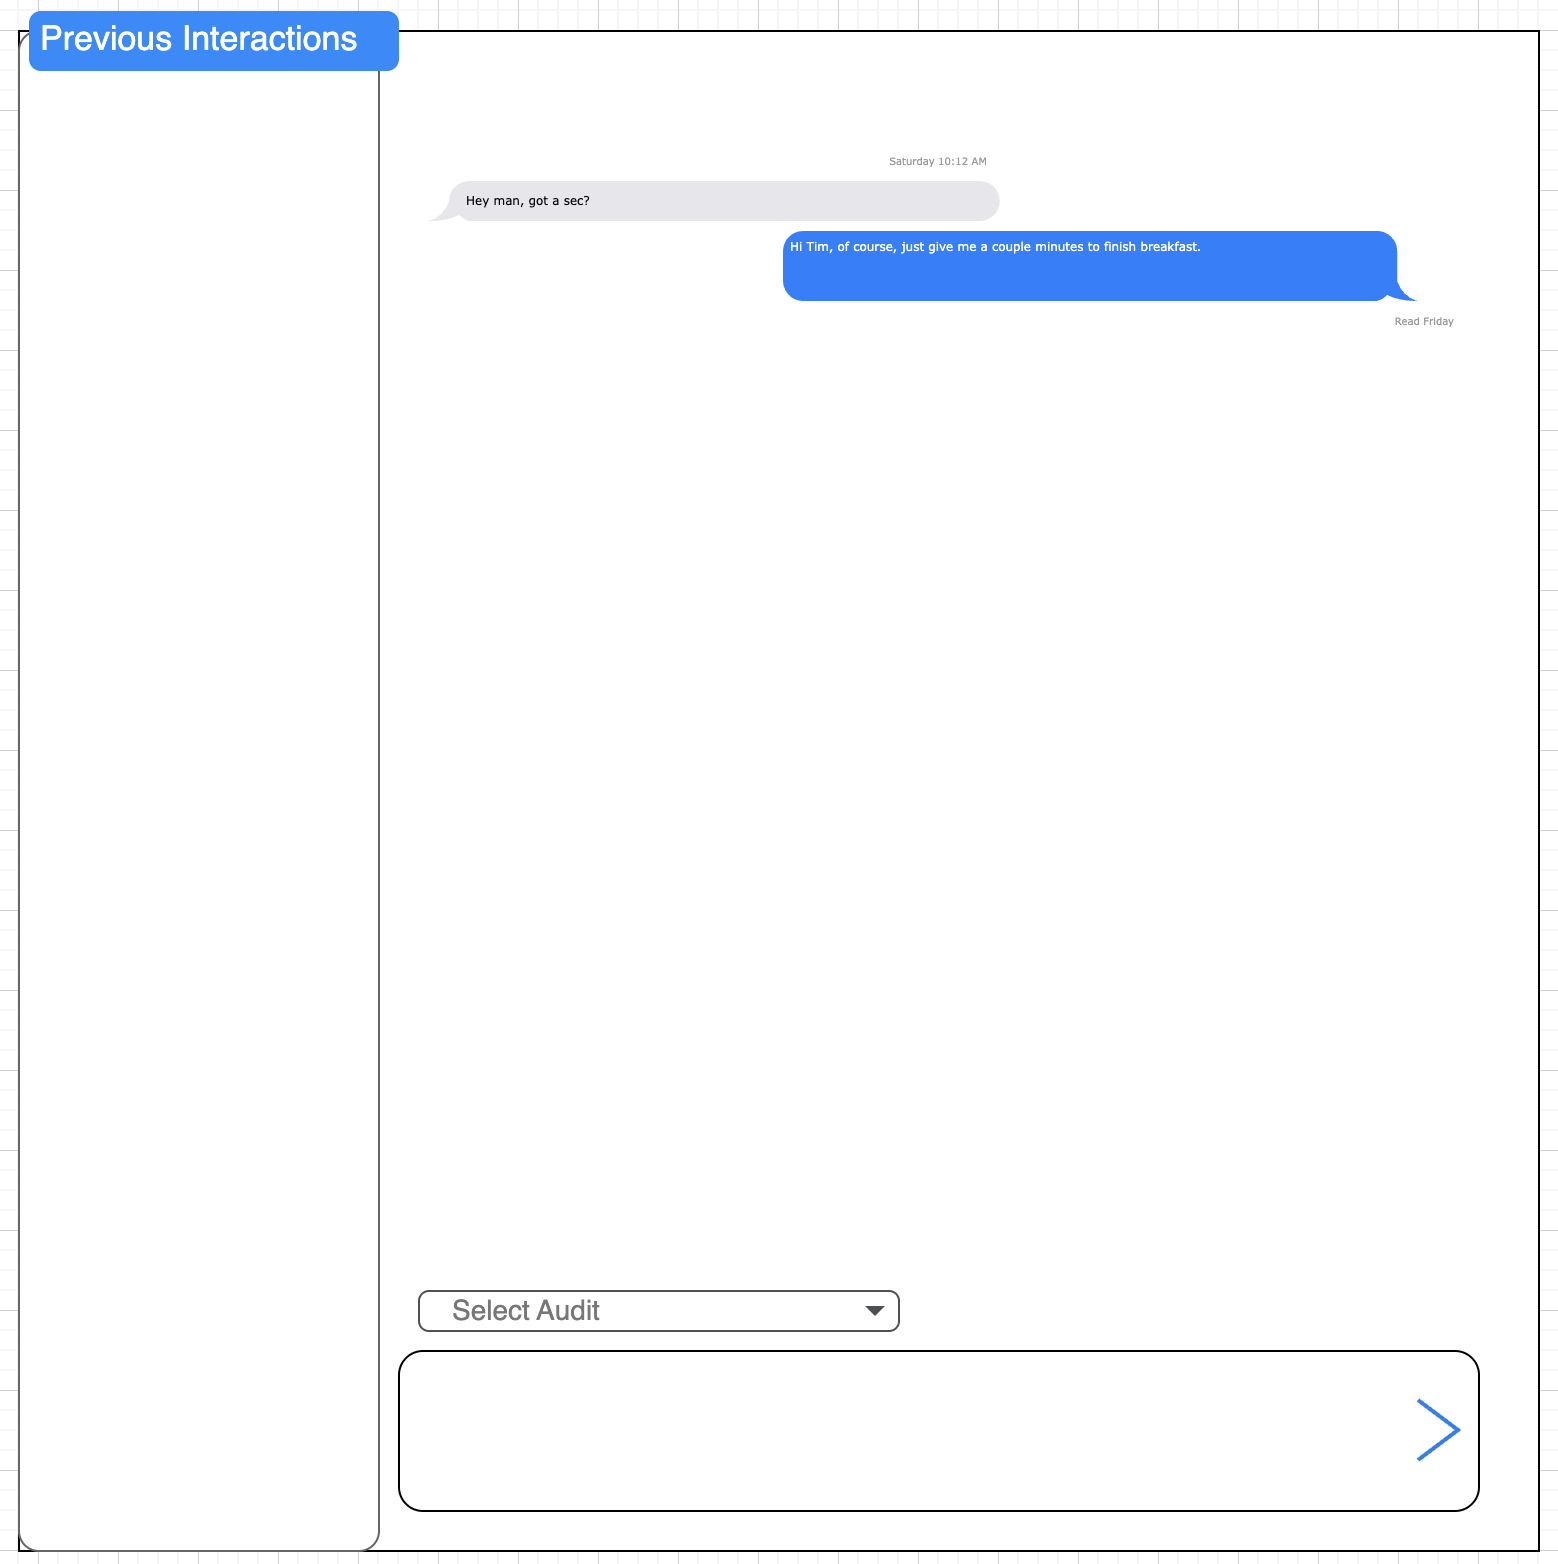 Previous Interactions
Saturday 10:12 AM
Hey man, got a sec?
Hi Tim, of course, just give me a couple minutes to finish breakfast.
Read Friday
Select Audit